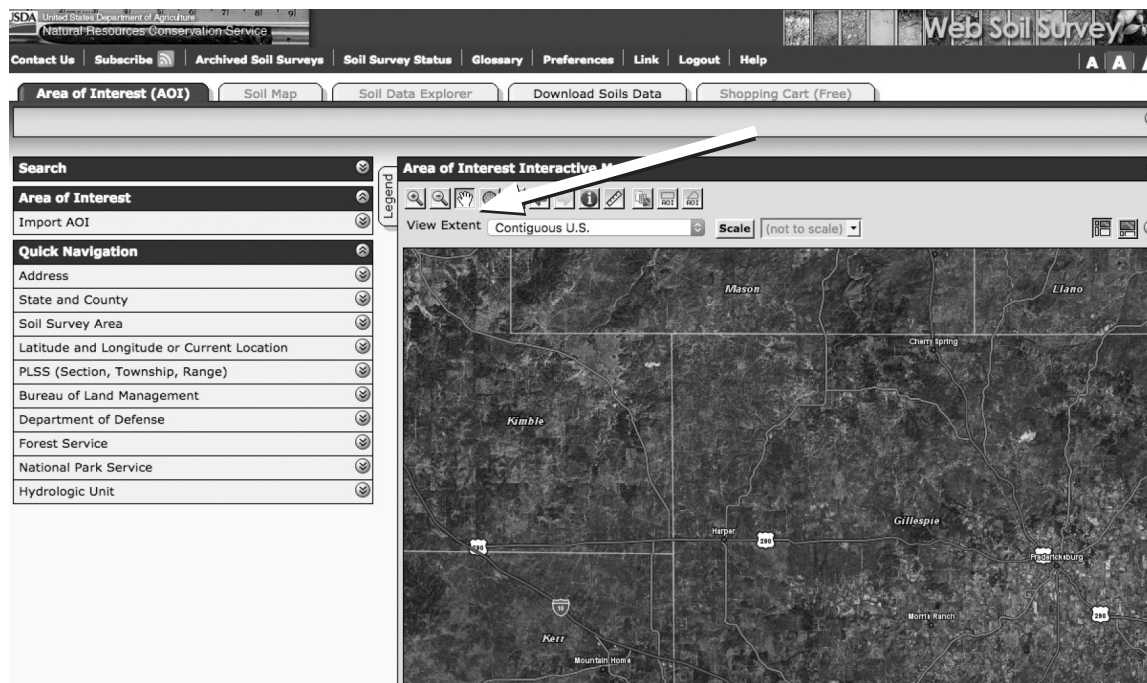 USDA United States Department of Agriculture
Natural Resources Conservation Service
Web Soil Survey
Contact Us Subscribe Archived Soil Surveys Soil Survey Status Glossary Preferences Link Logout Help
A A
Area of Interest (AOI) Soil Map Soil Data Explorer Download Soils Data Shopping Cart (Free)
Search
Area of Interest
Import AOI
Quick Navigation
Address
State and County
Soil Survey Area
Latitude and Longitude or Current Location
PLSS (Section, Township, Range)
Bureau of Land Management
Department of Defense
Forest Service
National Park Service
Hydrologic Unit
Legend
Area of Interest Interactive
AOI AOI
View Extent Contiguous U.S. Scale (not to scale)
Mason
Llano
Cherry Spring
Kimble
Gillespie
Harper
290
290
Fredericksburg
10
Morris Ranch
290
Kerr
Mountain Home